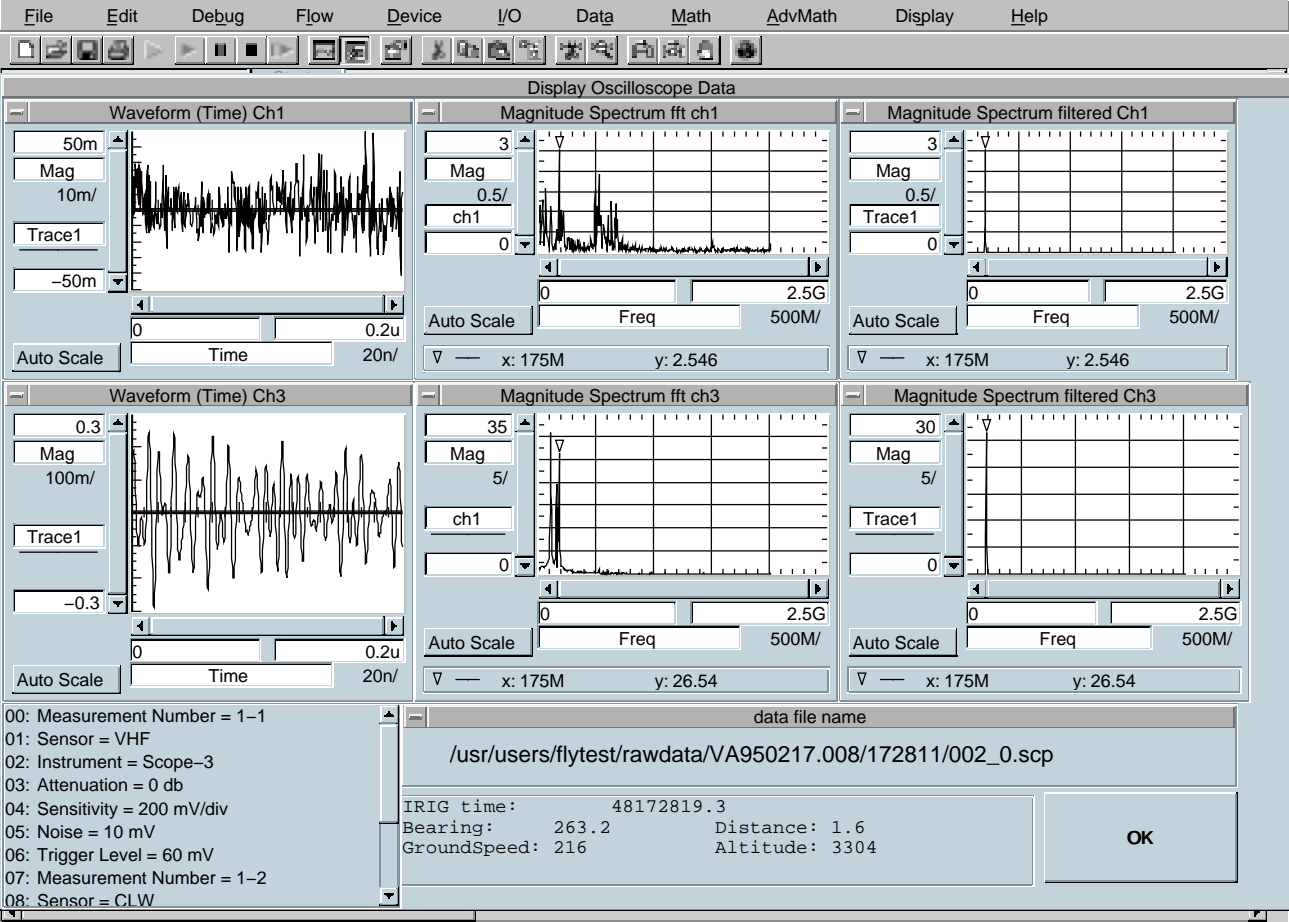 File Edit Debug Flow Device I/O Data Math AdvMath Display Help
Display Oscilloscope Data
Waveform (Time) Ch1
50m
Mag
10m/
Trace1
−50m
Auto Scale
0 0.2u
Time 20n/
Magnitude Spectrum fft ch1
3
Mag
0.5/
ch1
0
Auto Scale
0 2.5G
Freq 500M/
x: 175M y: 2.546
Magnitude Spectrum filtered Ch1
3
Mag
0.5/
Trace1
0
Auto Scale
0 2.5G
Freq 500M/
x: 175M y: 2.546
Waveform (Time) Ch3
0.3
Mag
100m/
Trace1
−0.3
Auto Scale
0 0.2u
Time 20n/
Magnitude Spectrum fft ch3
35
Mag
5/
ch1
0
Auto Scale
0 2.5G
Freq 500M/
x: 175M y: 26.54
Magnitude Spectrum filtered Ch3
30
Mag
5/
Trace1
0
Auto Scale
0 2.5G
Freq 500M/
x: 175M y: 26.54
00: Measurement Number = 1−1
01: Sensor = VHF
02: Instrument = Scope−3
03: Attenuation = 0 db
04: Sensitivity = 200 mV/div
05: Noise = 10 mV
06: Trigger Level = 60 mV
07: Measurement Number = 1−2
08: Sensor = CLW
data file name
/usr/users/flytest/rawdata/VA950217.008/172811/002_0.scp
IRIG time: 48172819.3
Bearing: 263.2 Distance: 1.6
GroundSpeed: 216 Altitude: 3304
OK